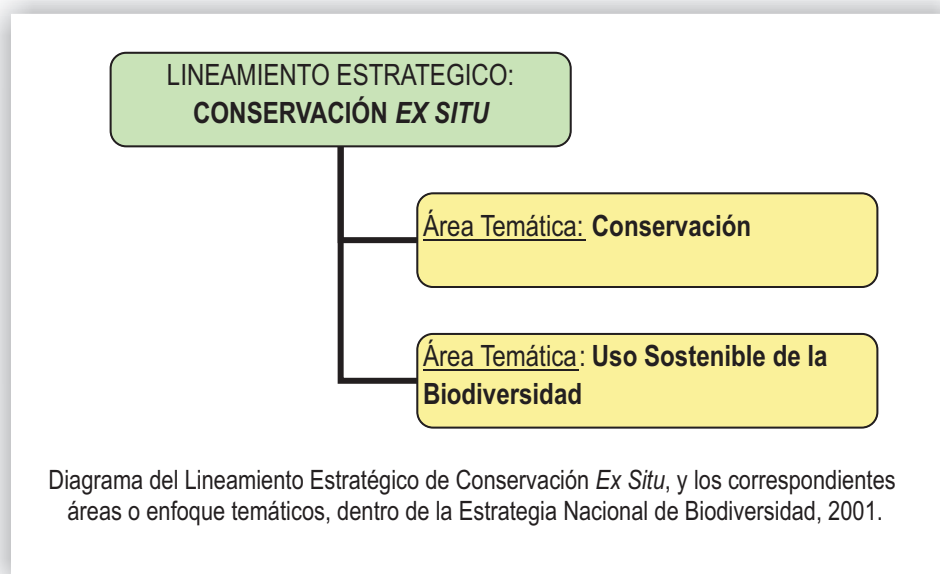 LINEAMIENTO ESTRATEGICO:
CONSERVACIÓN EX SITU
Área Temática: Conservación
Área Temática: Uso Sostenible de la
Biodiversidad
Diagrama del Lineamiento Estratégico de Conservación Ex Situ, y los correspondientes
áreas o enfoque temáticos, dentro de la Estrategia Nacional de Biodiversidad, 2001.